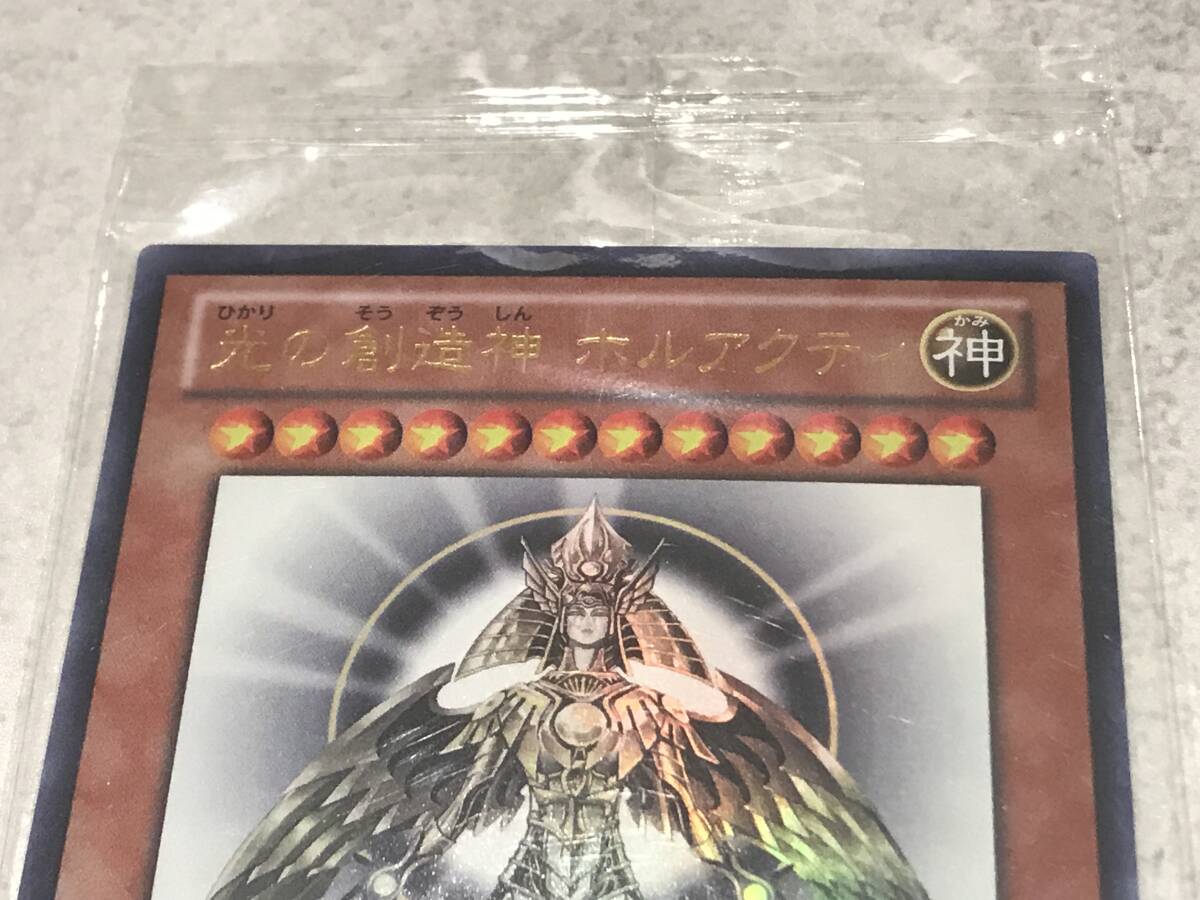 ひかり そう ぞう しん
光の創造神 ホルアクティ
かみ
神